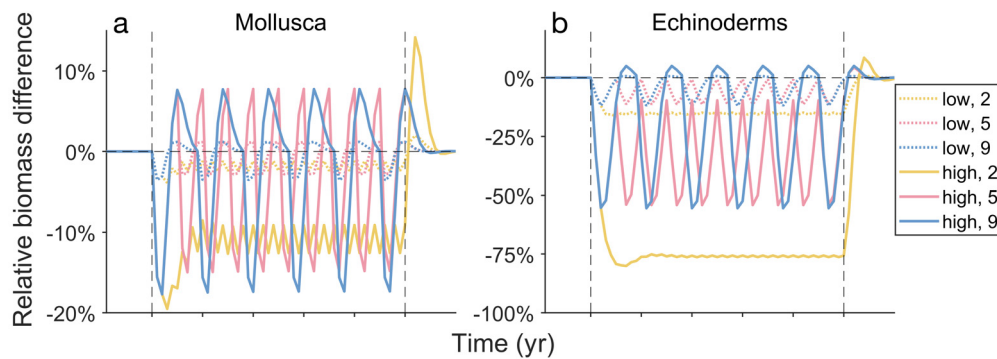 a Mollusca
b Echinoderms
Relative biomass difference
10%
0%
-10%
-20%
0%
-25%
-50%
-75%
-100%
low, 2
low, 5
low, 9
high, 2
high, 5
high, 9
Time (yr)